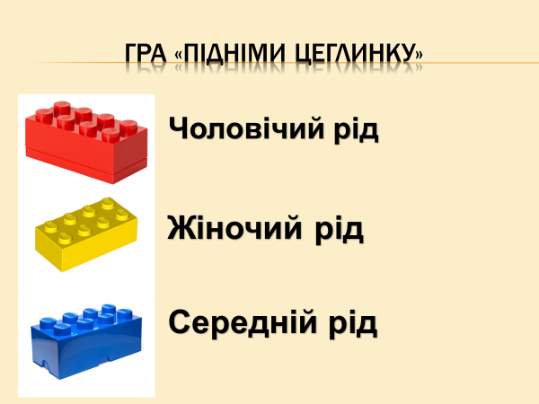 ГРА «ПІДНІМИ ЦЕГЛИНКУ»
Чоловічий рід
Жіночий рід
Середній рід